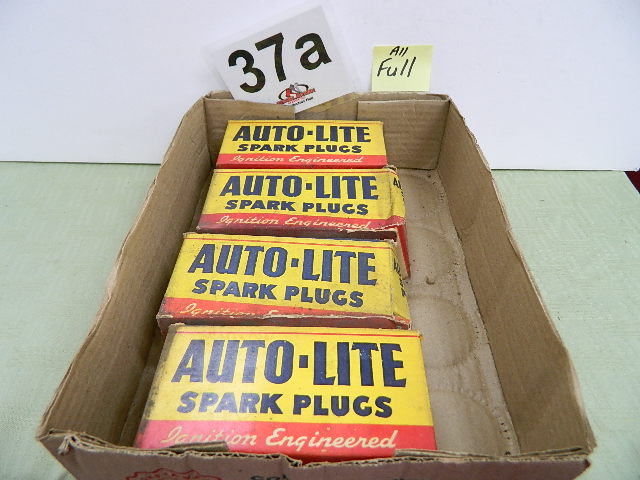 37a
All
Full
AUTO-LITE
SPARK PLUGS
Ignition Engineered
AUTO-LITE
SPARK PLUGS
Ignition Engineered
AUTO-LITE
SPARK PLUGS
Ignition Engineered
AUTO-LITE
SPARK PLUGS
Ignition Engineered